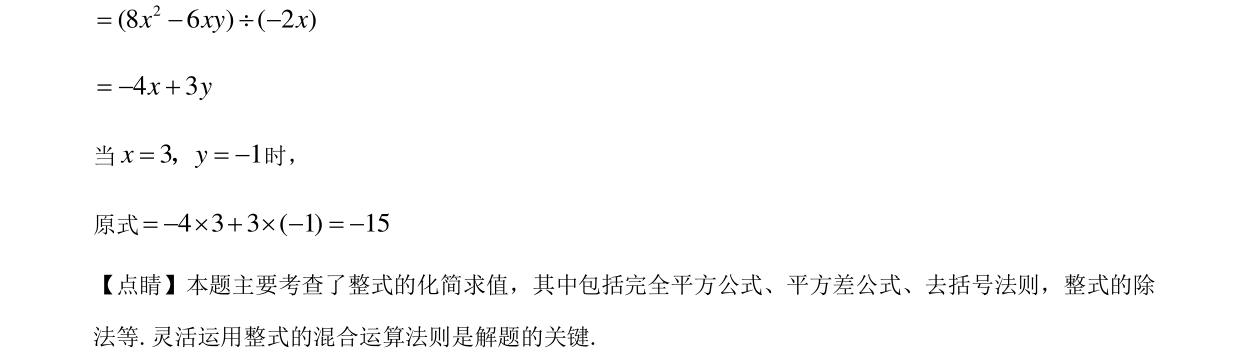 =(8x²−6xy)÷(−2x)
=−4x+3y
当 x=3，y=−1时，
原式=−4×3+3×(−1)=−15
【点睛】本题主要考查了整式的化简求值，其中包括完全平方公式、平方差公式、去括号法则，整式的除
法等. 灵活运用整式的混合运算法则是解题的关键.